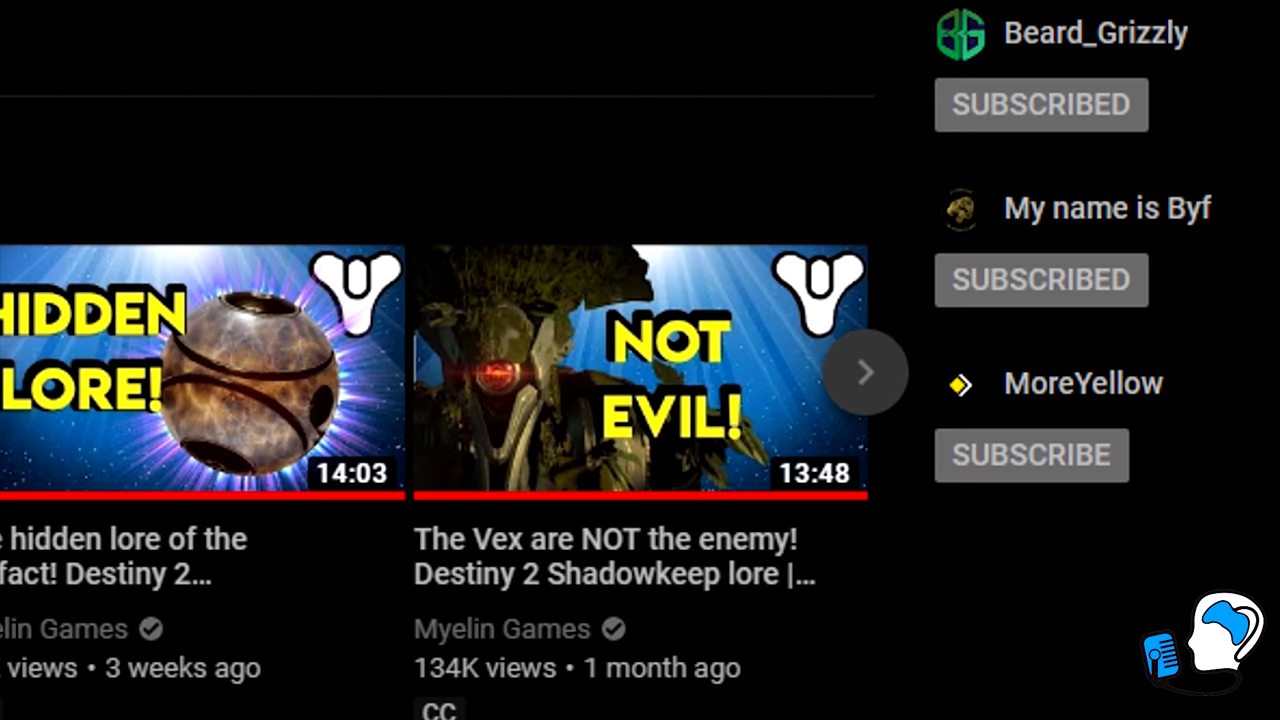 Beard_Grizzly
SUBSCRIBED
My name is Byf
SUBSCRIBED
MoreYellow
SUBSCRIBE
HIDDEN
LORE!
14:03
NOT
EVIL!
13:48
hidden lore of the
fact! Destiny 2...
elin Games
views • 3 weeks ago
The Vex are NOT the enemy!
Destiny 2 Shadowkeep lore |...
Myelin Games
134K views • 1 month ago
CC